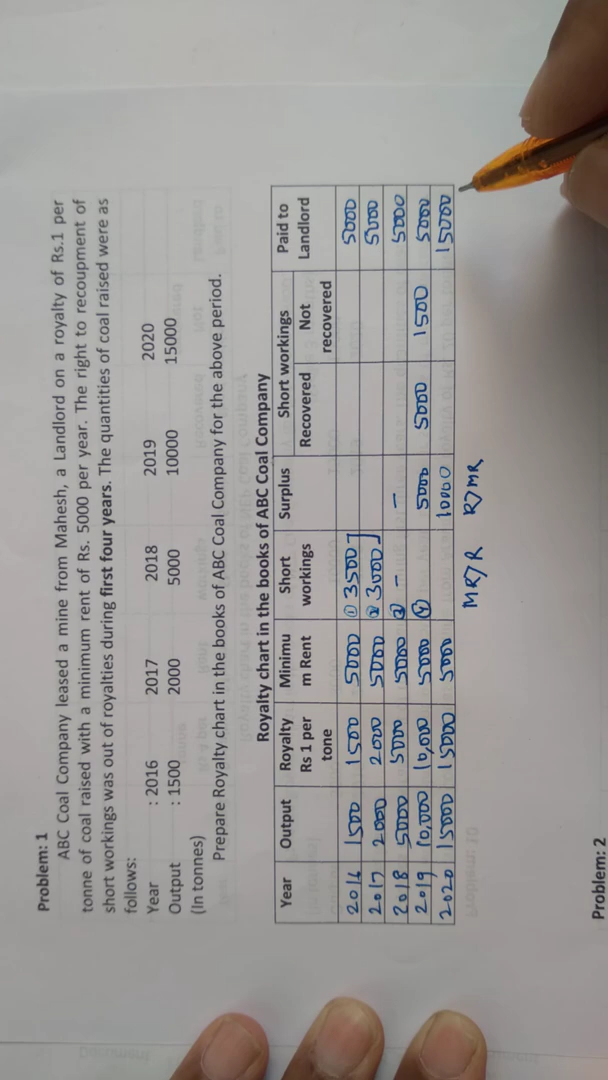 Problem: 1
ABC Coal Company leased a mine from Mahesh, a Landlord on a royalty of Rs.1 per
tonne of coal raised with a minimum rent of Rs. 5000 per year. The right to recoupment of
short workings was out of royalties during first four years. The quantities of coal raised were as
follows:
Year : 2016 2017 2018 2019 2020
Output : 1500 2000 5000 10000 15000
(In tonnes)
Prepare Royalty chart in the books of ABC Coal Company for the above period.
Royalty chart in the books of ABC Coal Company
Year Output Royalty Rs 1 per tone Minimu m Rent Short workings Surplus Short workings Recovered Not recovered Paid to Landlord
2016 1500 1500 5000 ① 3500] 5000
2017 2000 2000 5000 ② 3000] 5000
2018 5000 5000 5000 ③ - - 5000
2019 10,000 10,000 5000 ④ 5000 5000 1500 5000
2020 15000 15000 5000 10000 15000
MR>R R>MR
Problem: 2